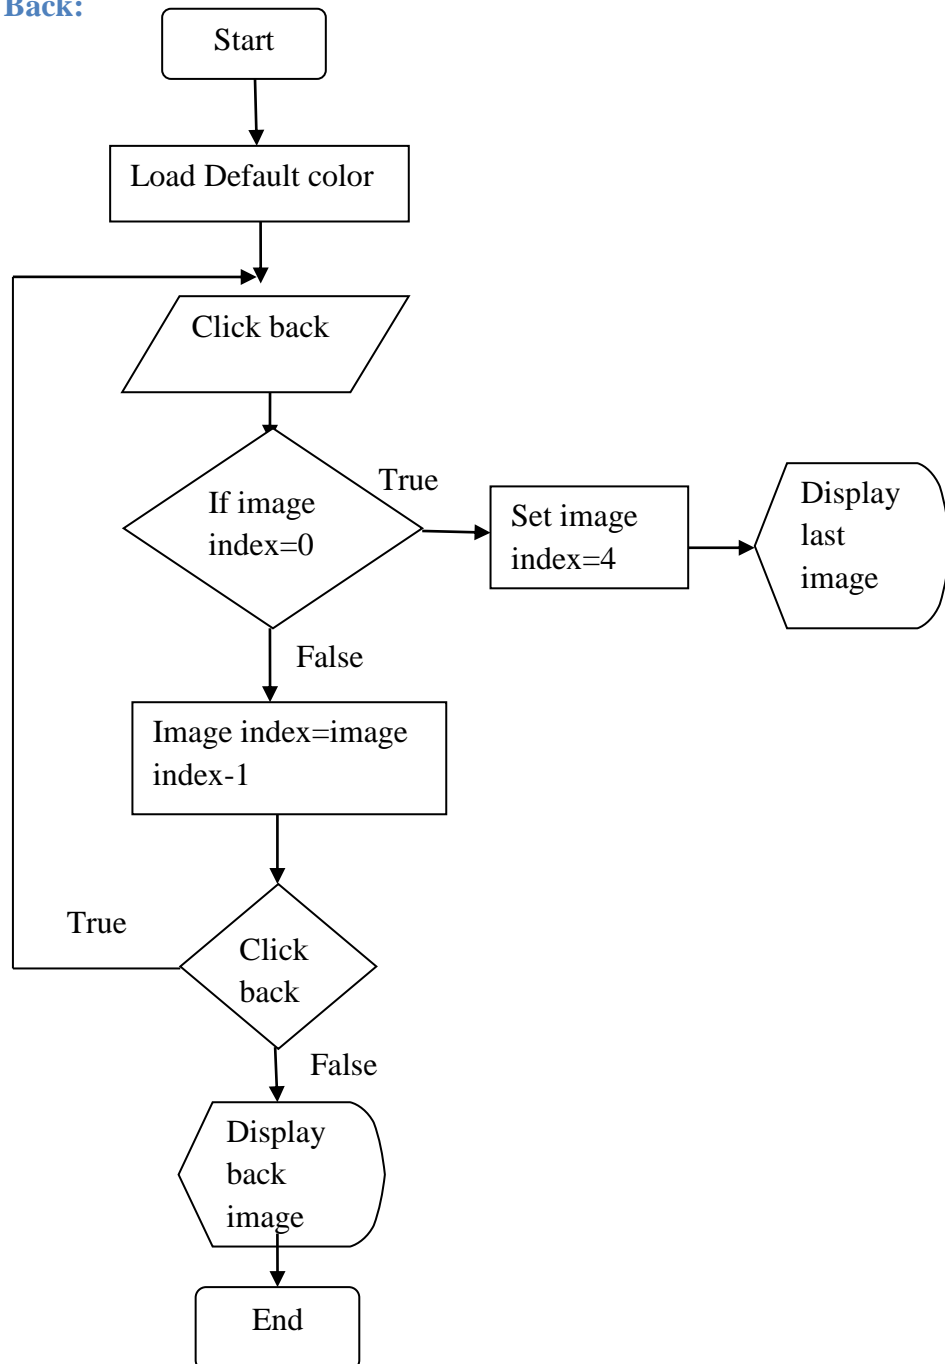 Back:
Start
Load Default color
Click back
True
If image
index=0
Set image
index=4
Display
last
image
False
Image index=image
index-1
True
Click
back
False
Display
back
image
End